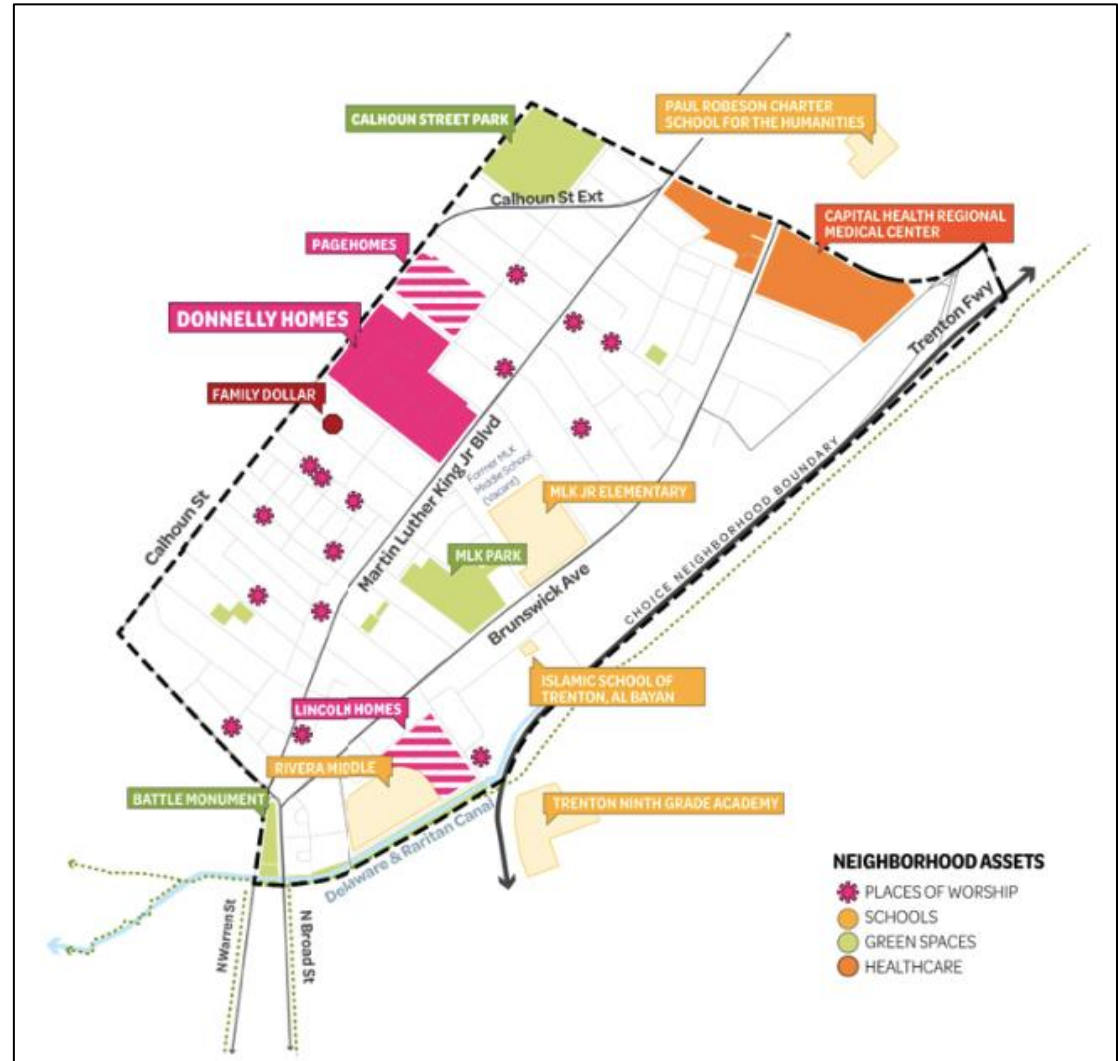 CALHOUN STREET PARK
PAUL ROBESON CHARTER
SCHOOL FOR THE HUMANITIES
Calhoun St Ext
CAPITAL HEALTH REGIONAL
MEDICAL CENTER
PAGEHOMES
DONNELLY HOMES
Trenton Fwy
FAMILY DOLLAR
Martin Luther King Jr Blvd
Former MLK
Middle School
(Vacant)
MLK JR ELEMENTARY
Calhoun St
MLK PARK
CHOICE NEIGHBORHOOD BOUNDARY
Brunswick Ave
ISLAMIC SCHOOL OF
TRENTON, AL BAYAN
LINCOLN HOMES
RIVERA MIDDLE
BATTLE MONUMENT
TRENTON NINTH GRADE ACADEMY
Delaware & Raritan Canal
N Warren St
N Broad St
NEIGHBORHOOD ASSETS
PLACES OF WORSHIP
SCHOOLS
GREEN SPACES
HEALTHCARE